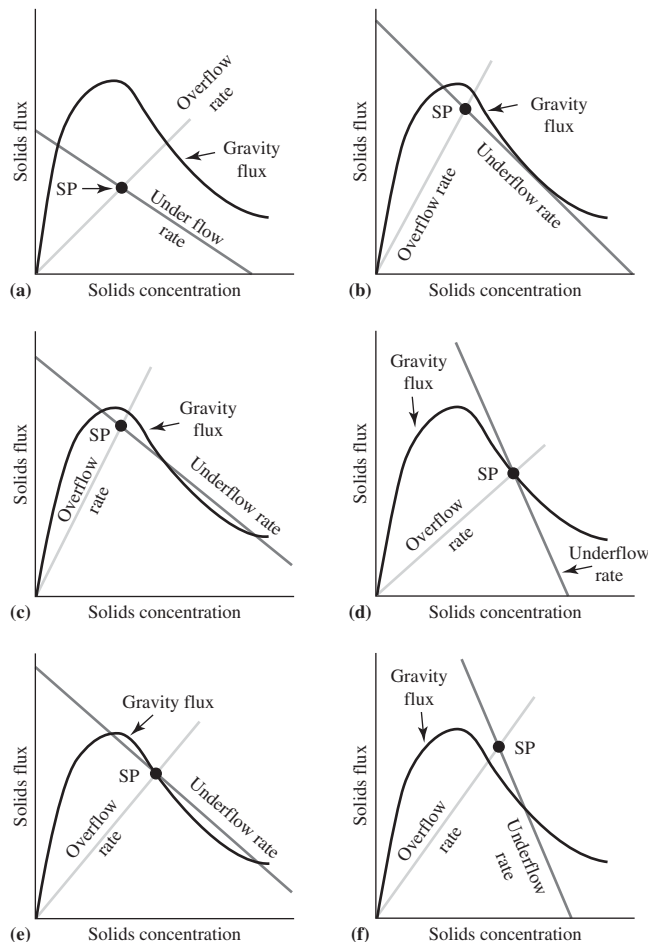 Solids flux
Overflow
rate
Gravity
flux
SP
Under flow
rate
(a)
Solids concentration
Solids flux
SP
Gravity
flux
Overflow rate
Underflow rate
(b)
Solids concentration
Solids flux
SP
Gravity
flux
Overflow
rate
Underflow rate
(c)
Solids concentration
Solids flux
Gravity
flux
SP
Overflow
rate
Underflow
rate
(d)
Solids concentration
Solids flux
Gravity flux
SP
Overflow
rate
Underflow rate
(e)
Solids concentration
Solids flux
Gravity
flux
SP
Overflow
rate
Underflow
rate
(f)
Solids concentration